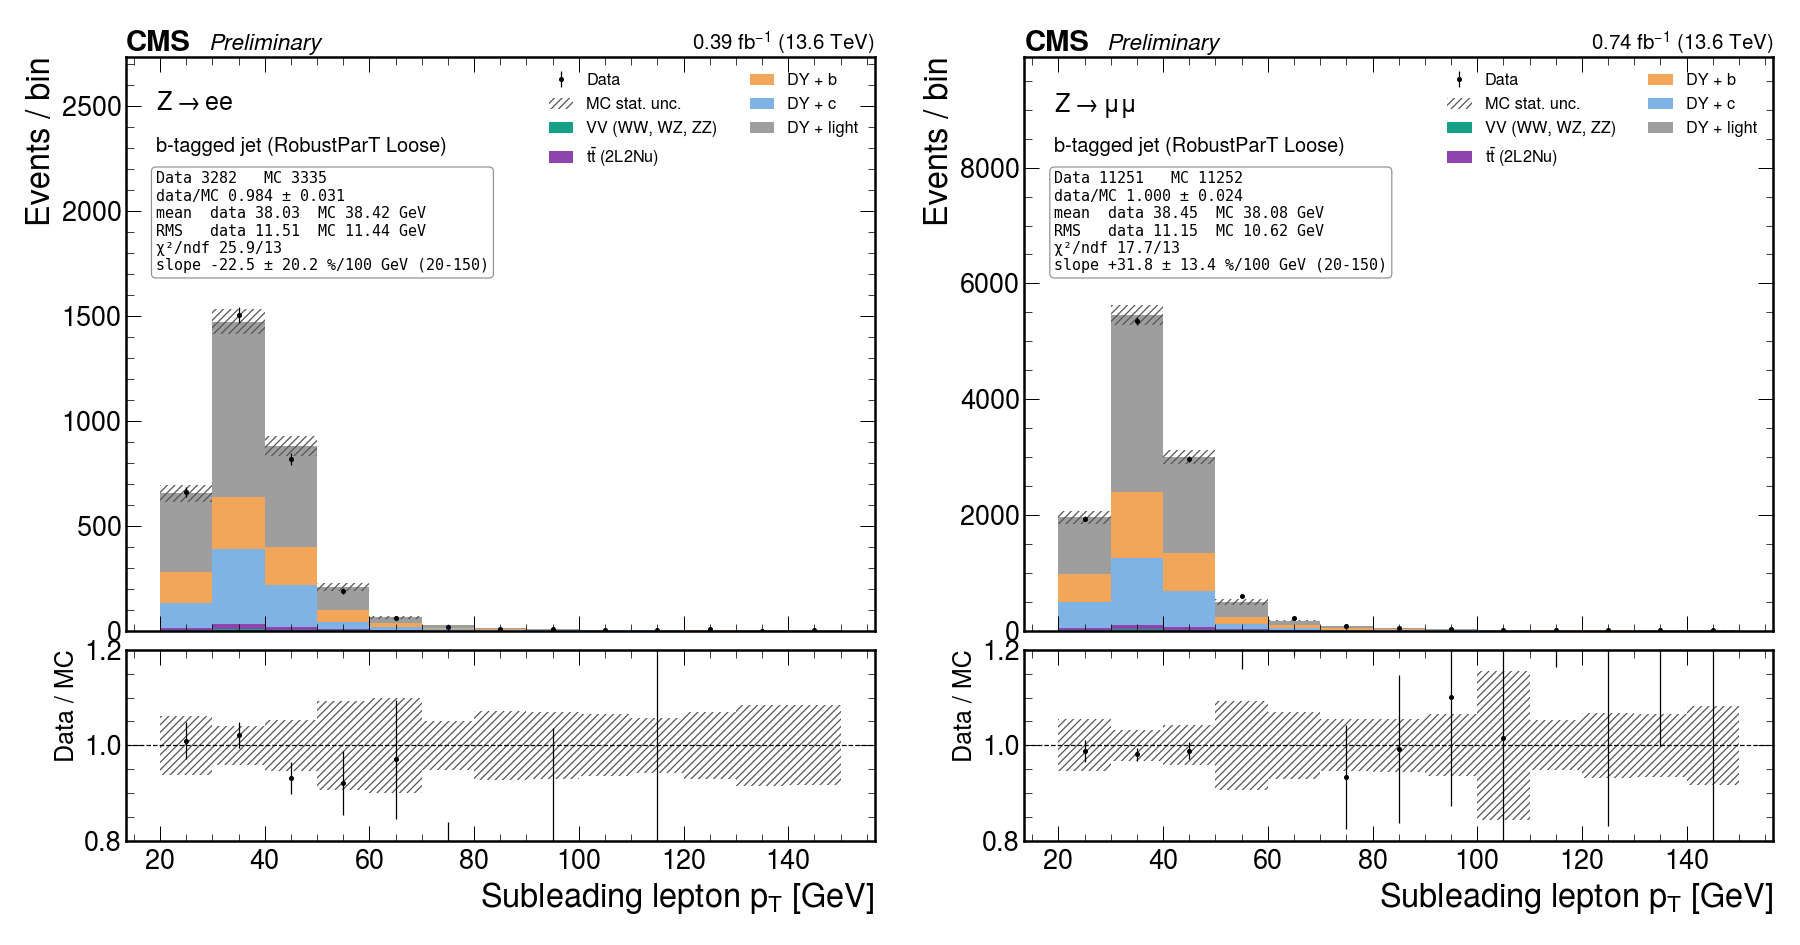 CMS Preliminary 0.39 fb⁻¹ (13.6 TeV)
Events / bin
Z → ee
b-tagged jet (RobustParT Loose)
Data 3282   MC 3335
data/MC 0.984 ± 0.031
mean  data 38.03  MC 38.42 GeV
RMS   data 11.51  MC 11.44 GeV
χ²/ndf 25.9/13
slope -22.5 ± 20.2 %/100 GeV (20-150)
Data
MC stat. unc.
VV (WW, WZ, ZZ)
tt̄ (2L2Nu)
DY + b
DY + c
DY + light
2500
2000
1500
1000
500
0
Data / MC
1.2
1.0
0.8
20 40 60 80 100 120 140
Subleading lepton p_T [GeV]
CMS Preliminary 0.74 fb⁻¹ (13.6 TeV)
Events / bin
Z → μμ
b-tagged jet (RobustParT Loose)
Data 11251   MC 11252
data/MC 1.000 ± 0.024
mean  data 38.45  MC 38.08 GeV
RMS   data 11.15  MC 10.62 GeV
χ²/ndf 17.7/13
slope +31.8 ± 13.4 %/100 GeV (20-150)
Data
MC stat. unc.
VV (WW, WZ, ZZ)
tt̄ (2L2Nu)
DY + b
DY + c
DY + light
8000
6000
4000
2000
0
Data / MC
1.2
1.0
0.8
20 40 60 80 100 120 140
Subleading lepton p_T [GeV]